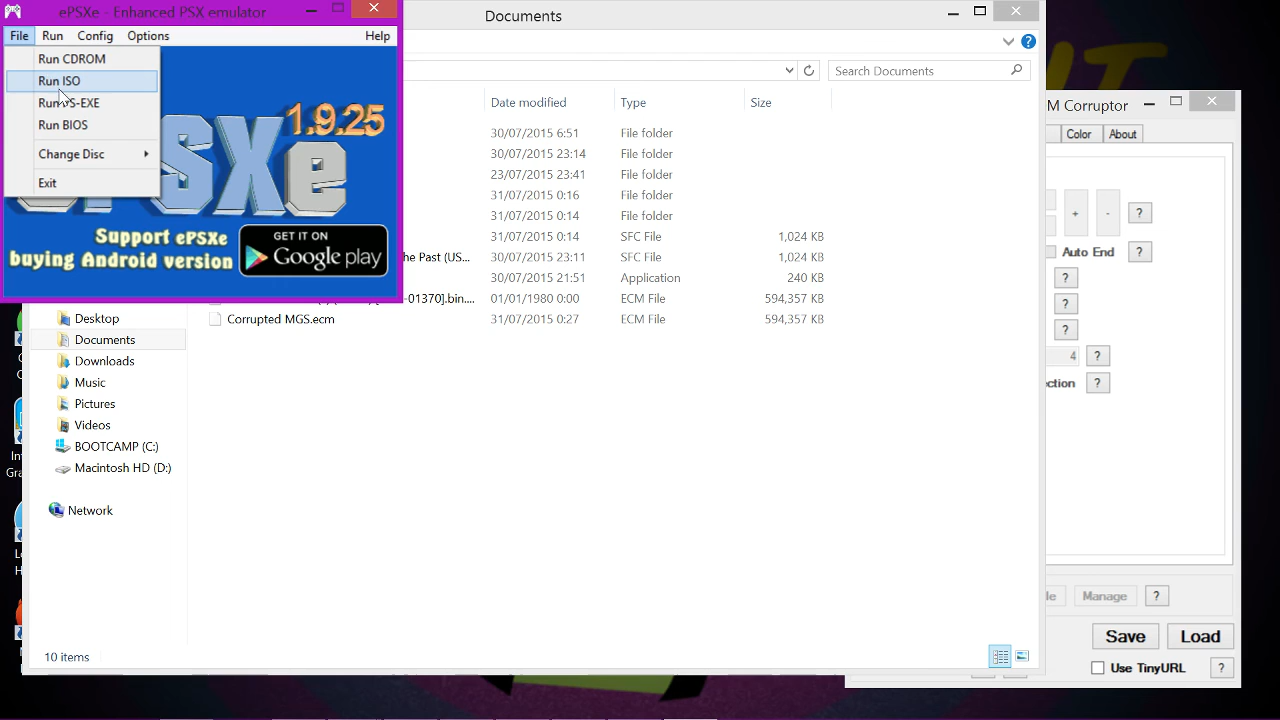 ePSXe - Enhanced PSX emulator
File Run Config Options Help
Run CDROM
Run ISO
Run BIOS
Change Disc
Exit
1.9.25
Support ePSXe
buying Android version
GET IT ON
Google play
Documents
Search Documents
Date modified Type Size
30/07/2015 6:51 File folder
30/07/2015 23:14 File folder
23/07/2015 23:41 File folder
31/07/2015 0:16 File folder
31/07/2015 0:14 File folder
31/07/2015 0:14 SFC File 1,024 KB
he Past (US... 30/07/2015 23:11 SFC File 1,024 KB
30/07/2015 21:51 Application 240 KB
-01370].bin.... 01/01/1980 0:00 ECM File 594,357 KB
Corrupted MGS.ecm 31/07/2015 0:27 ECM File 594,357 KB
Desktop
Documents
Downloads
Music
Pictures
Videos
BOOTCAMP (C:)
Macintosh HD (D:)
Network
10 items
M Corruptor
Color About
+ - ?
Auto End ?
?
?
?
4 ?
ction ?
le Manage ?
Save Load
Use TinyURL ?